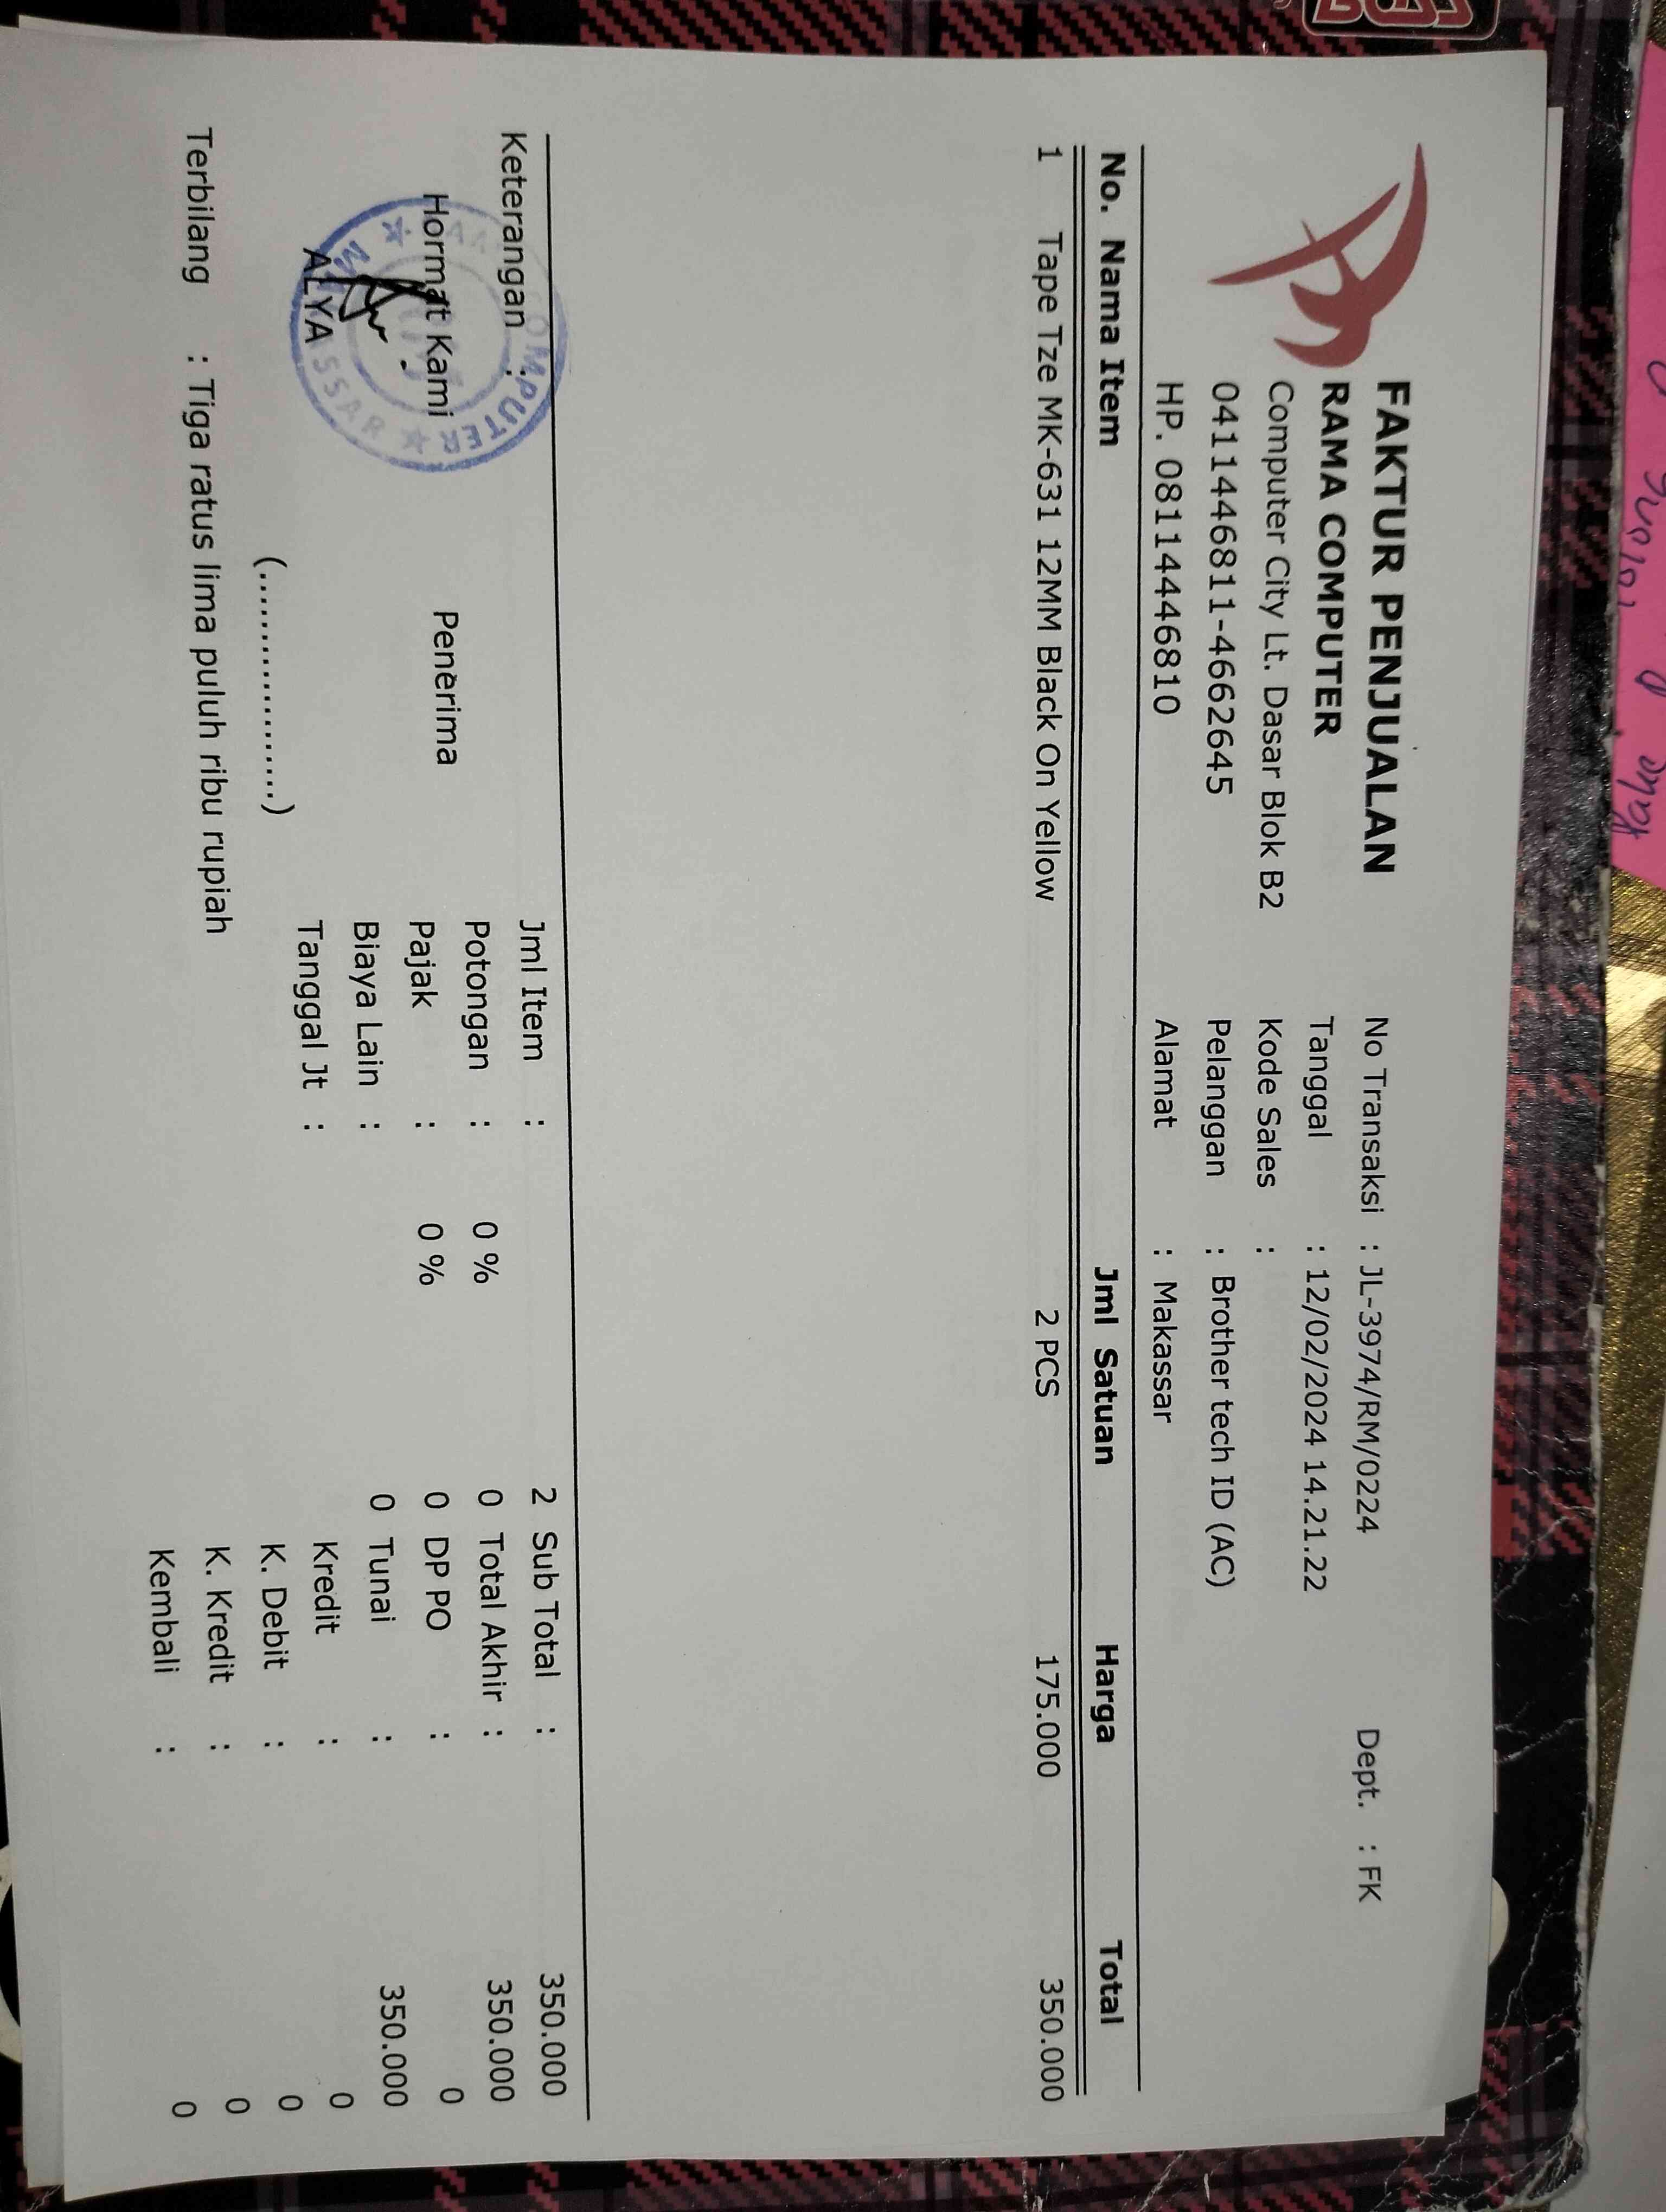 FAKTUR PENJUALAN
RAMA COMPUTER
Computer City Lt. Dasar Blok B2
04114446811-4662645
HP. 08114446810
No Transaksi : JL-3974/RM/0224
Dept. : FK
Tanggal : 12/02/2024 14.21.22
Kode Sales :
Pelanggan : Brother tech ID (AC)
Alamat : Makassar
No. Nama Item Jml Satuan Harga Total
1 Tape Tze MK-631 12MM Black On Yellow 2 PCS 175.000 350.000
Keterangan :
Hormat Kami
Penerima
ALYA
(................)
COMPUTER
Jml Item : 2
Potongan : 0 % 0
Pajak : 0 % 0
Biaya Lain : 0
Tanggal Jt :
Sub Total : 350.000
Total Akhir : 350.000
DP PO : 0
Tunai : 350.000
Kredit : 0
K. Debit : 0
K. Kredit : 0
Kembali : 0
Terbilang : Tiga ratus lima puluh ribu rupiah